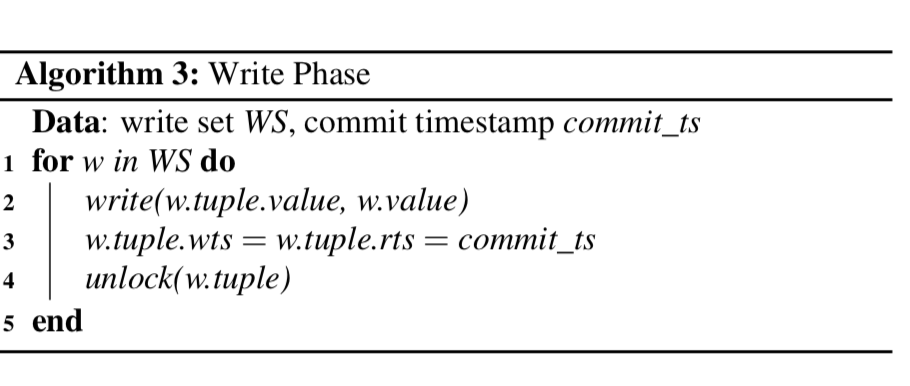 Algorithm 3: Write Phase
Data: write set WS, commit timestamp commit_ts
1 for w in WS do
2 write(w.tuple.value, w.value)
3 w.tuple.wts = w.tuple.rts = commit_ts
4 unlock(w.tuple)
5 end